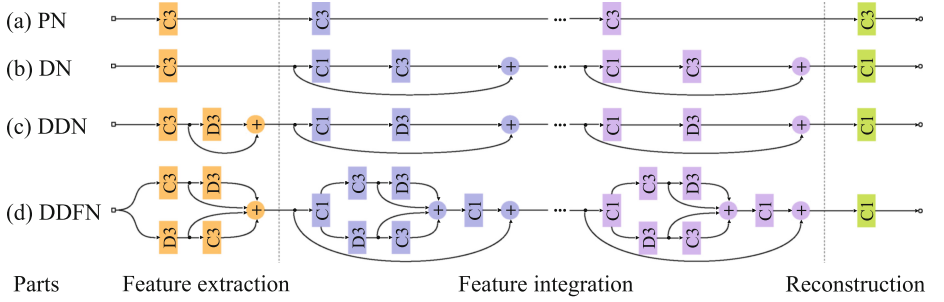 (a) PN C3 C3 ... C3 C3
(b) DN C3 C1 C3 + ... C1 C3 + C1
(c) DDN C3 D3 + C1 D3 + ... C1 D3 + C1
C3 D3 C3 D3 C3 D3
(d) DDFN + C1 + C1 + ... C1 + C1 + C1
D3 C3 D3 C3 D3 C3
Parts Feature extraction Feature integration Reconstruction